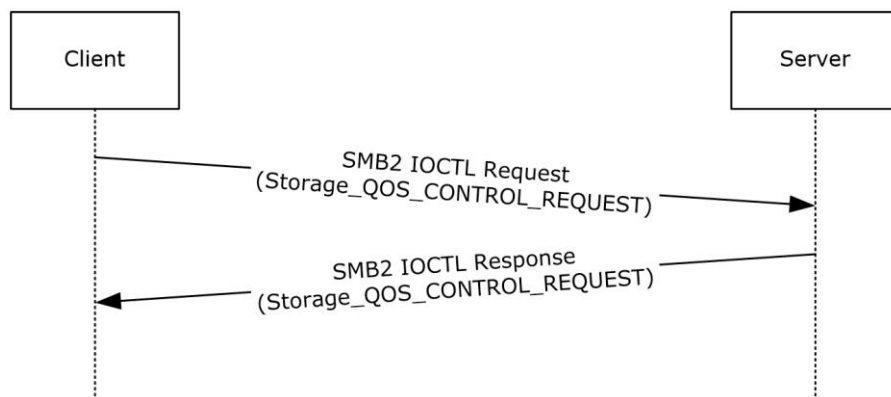 Client
Server
SMB2 IOCTL Request
(Storage_QOS_CONTROL_REQUEST)
SMB2 IOCTL Response
(Storage_QOS_CONTROL_REQUEST)